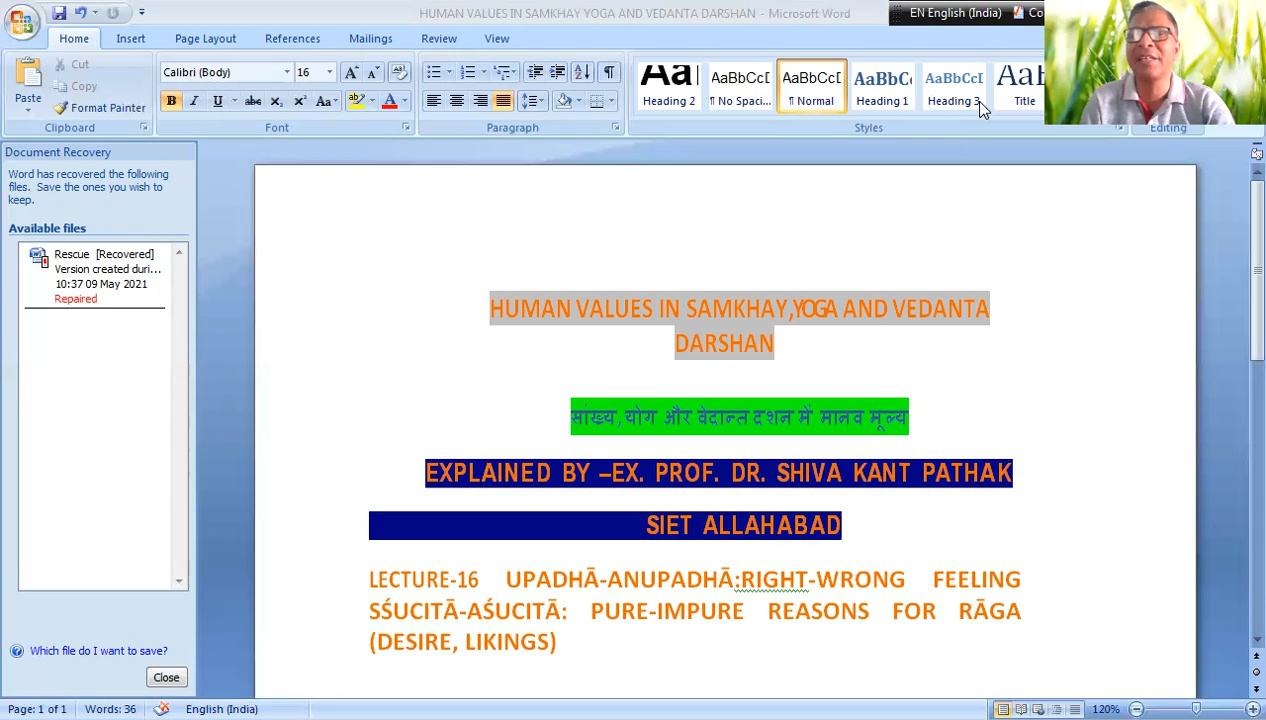 HUMAN VALUES IN SAMKHAY YOGA AND VEDANTA DARSHAN - Microsoft Word
EN English (India)
Co
Home Insert Page Layout References Mailings Review View
Cut
Copy
Format Painter
Paste
Calibri (Body) 16
AaBbCcD AaBbCcD AaBbCc AaBbCcD AaB
Heading 2 ¶ No Spaci... ¶ Normal Heading 1 Heading 3 Title
Clipboard Font Paragraph Styles Editing
Document Recovery
Word has recovered the following
files. Save the ones you wish to
keep.
Available files
Rescue [Recovered]
Version created duri...
10:37 09 May 2021
Repaired
Which file do I want to save?
Close
HUMAN VALUES IN SAMKHAY,YOGA AND VEDANTA
DARSHAN
सांख्य,योग और वेदान्त दर्शन में मानव मूल्य
EXPLAINED BY –EX. PROF. DR. SHIVA KANT PATHAK
SIET ALLAHABAD
LECTURE-16 UPADHĀ-ANUPADHĀ:RIGHT-WRONG FEELING
SŚUCITĀ-AŚUCITĀ: PURE-IMPURE REASONS FOR RĀGA
(DESIRE, LIKINGS)
Page: 1 of 1 Words: 36 English (India) 120%